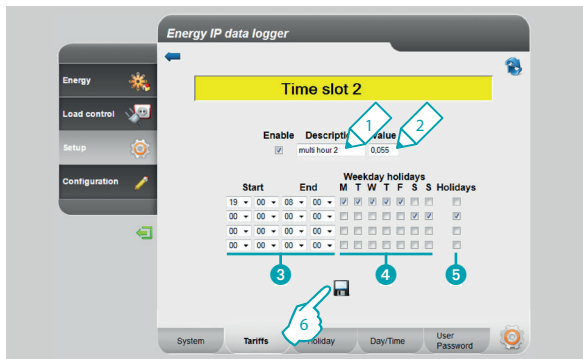 Energy IP data logger
Energy
Load control
Setup
Configuration
Time slot 2
Enable Description Value
multi hour 2 0,055
1
2
Weekday holidays
Start End M T W T F S S Holidays
19 00 08 00
00 00 00 00
00 00 00 00
00 00 00 00
3 4 5
6
System Tariffs Holiday Day/Time User Password